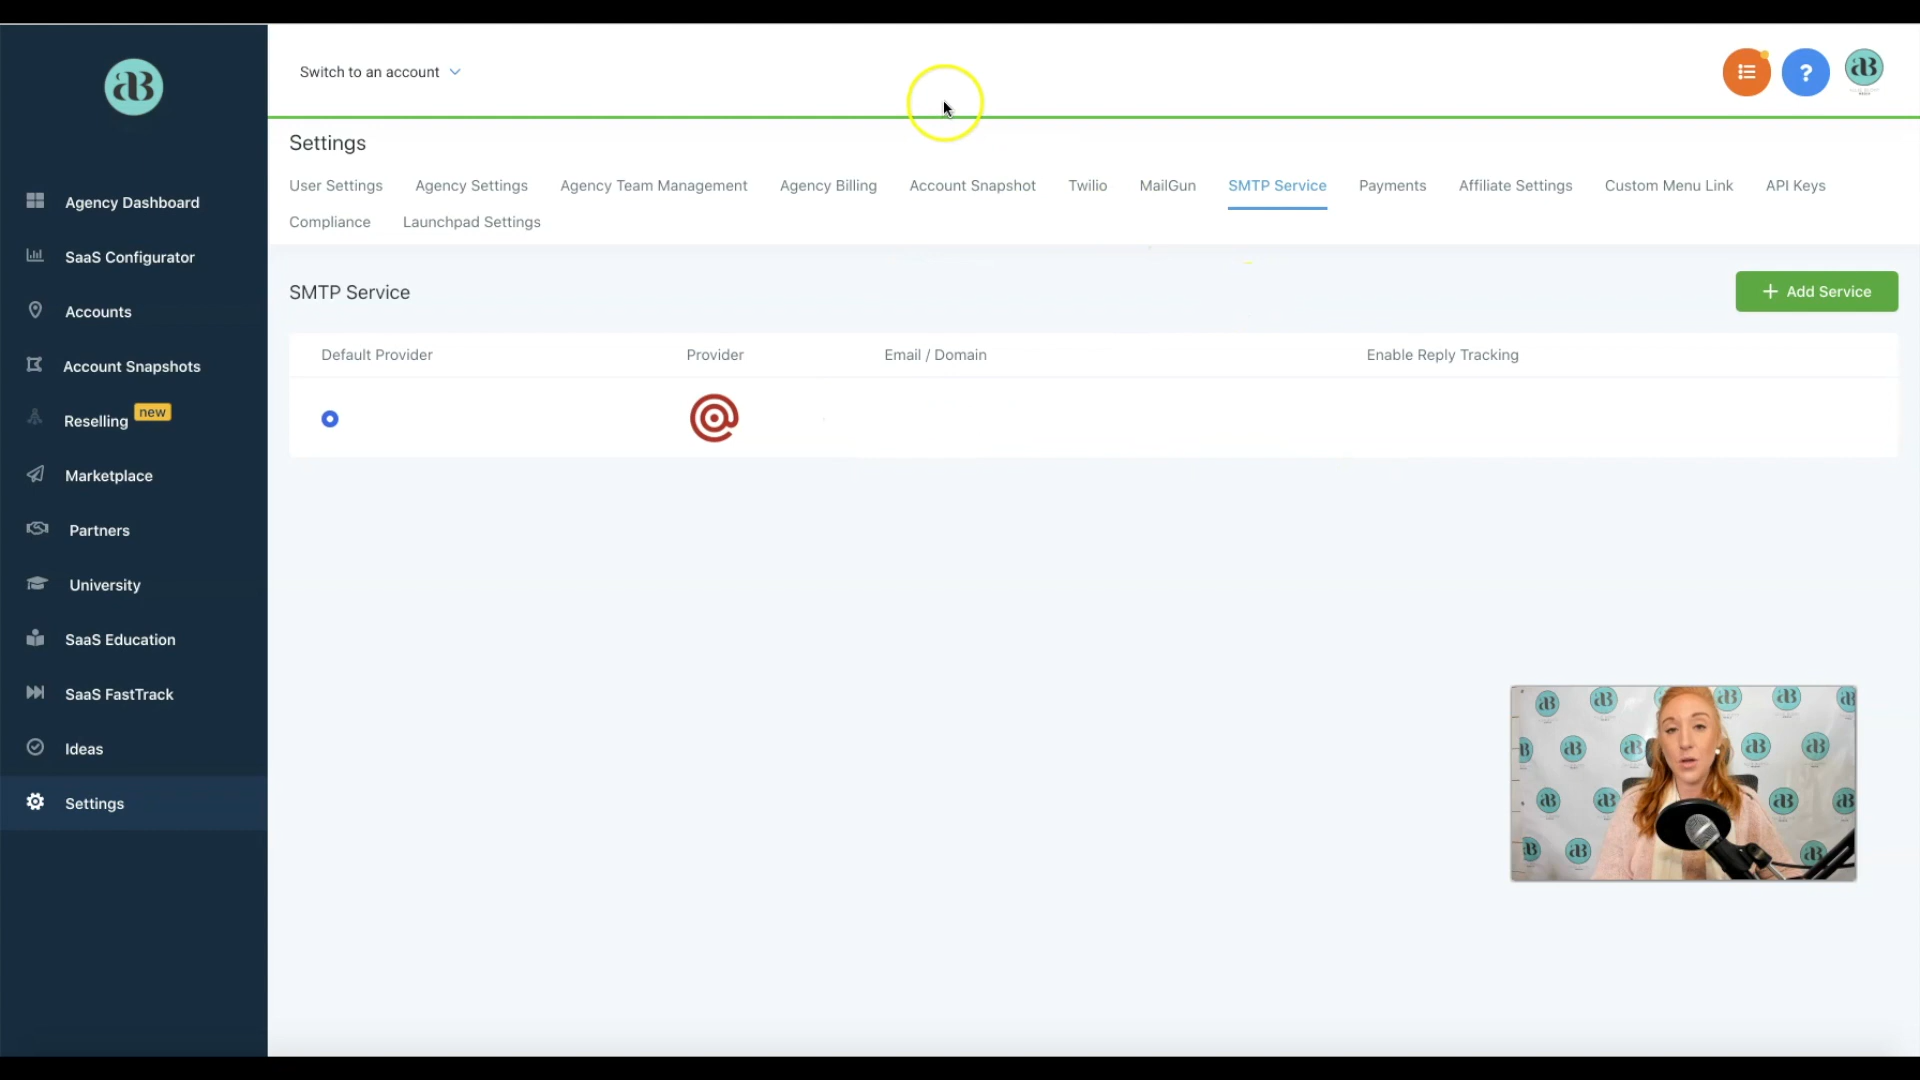 Switch to an account
?
aB
aB
Settings
User Settings Agency Settings Agency Team Management Agency Billing Account Snapshot Twilio MailGun SMTP Service Payments Affiliate Settings Custom Menu Link API Keys
Compliance Launchpad Settings
Agency Dashboard
SaaS Configurator
Accounts
Account Snapshots
Reselling new
Marketplace
Partners
University
SaaS Education
SaaS FastTrack
Ideas
Settings
SMTP Service
+ Add Service
Default Provider Provider Email / Domain Enable Reply Tracking